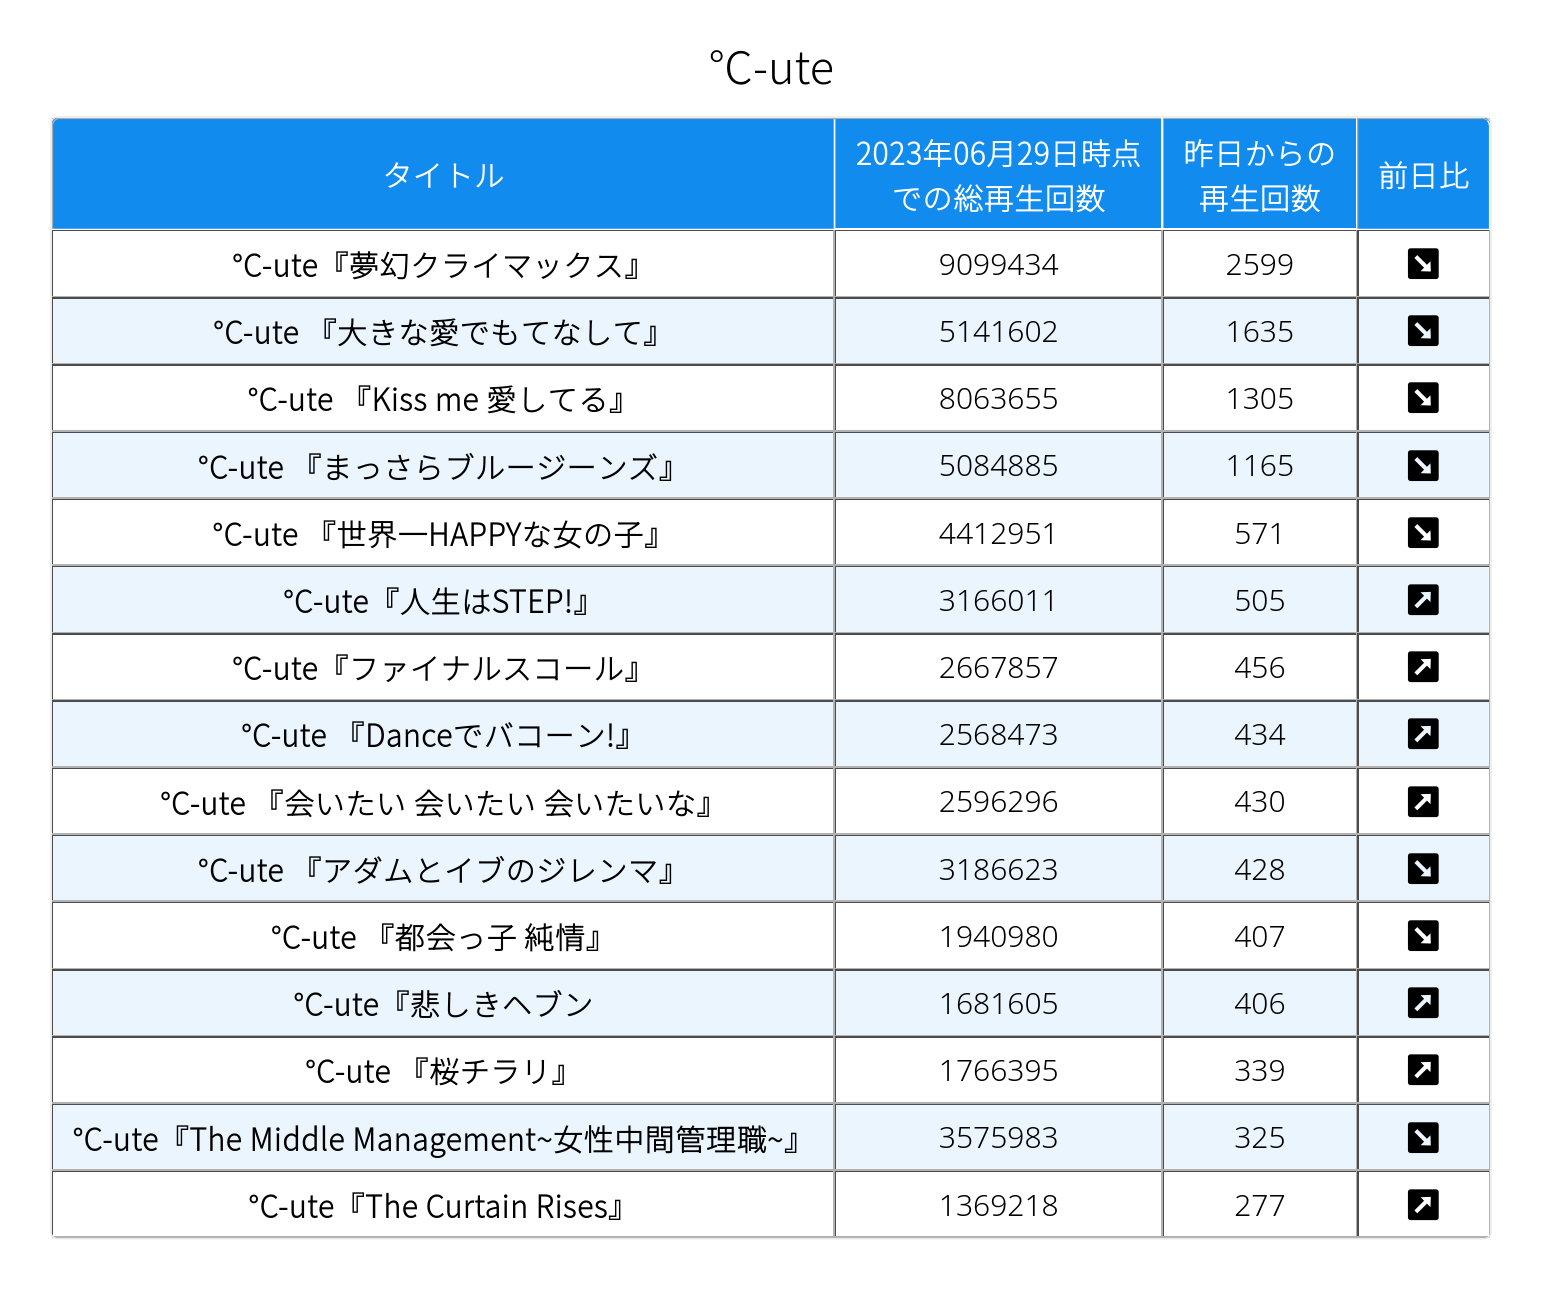 ℃-ute
タイトル
2023年06月29日時点
での総再生回数
昨日からの
再生回数
前日比
℃-ute『夢幻クライマックス』 9099434 2599
℃-ute 『大きな愛でもてなして』 5141602 1635
℃-ute 『Kiss me 愛してる』 8063655 1305
℃-ute 『まっさらブルージーンズ』 5084885 1165
℃-ute 『世界一HAPPYな女の子』 4412951 571
℃-ute『人生はSTEP!』 3166011 505
℃-ute『ファイナルスコール』 2667857 456
℃-ute 『Danceでバコーン!』 2568473 434
℃-ute 『会いたい 会いたい 会いたいな』 2596296 430
℃-ute 『アダムとイブのジレンマ』 3186623 428
℃-ute 『都会っ子 純情』 1940980 407
℃-ute『悲しきヘブン 1681605 406
℃-ute 『桜チラリ』 1766395 339
℃-ute『The Middle Management~女性中間管理職~』 3575983 325
℃-ute『The Curtain Rises』 1369218 277